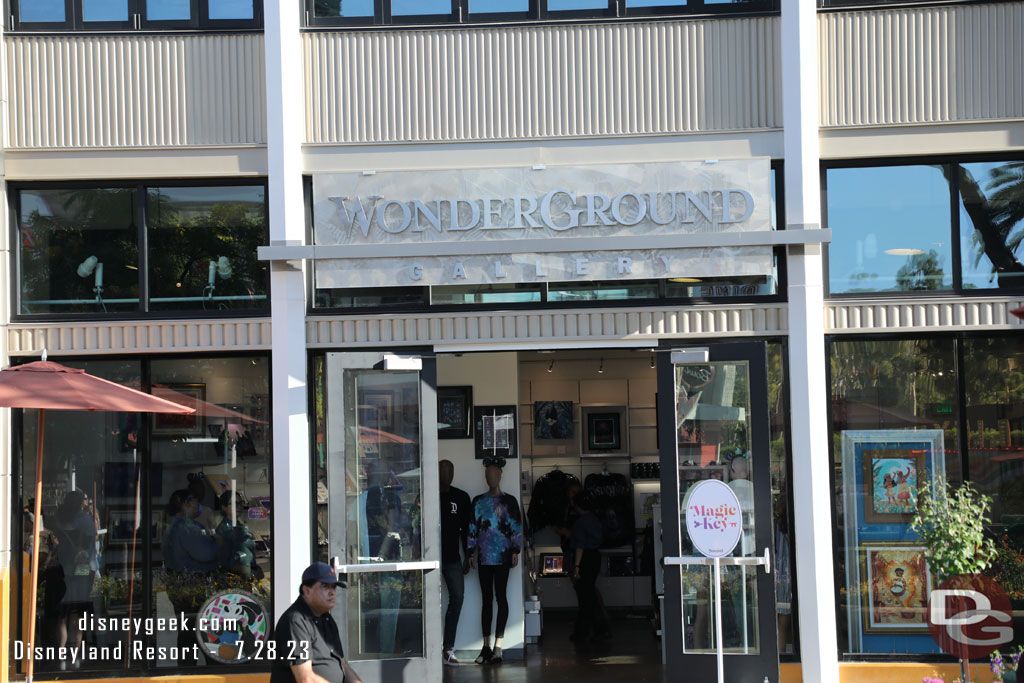 WONDERGROUND
GALLERY
Magic
Key
disneygeek.com
Disneyland Resort - 7.28.23
DG